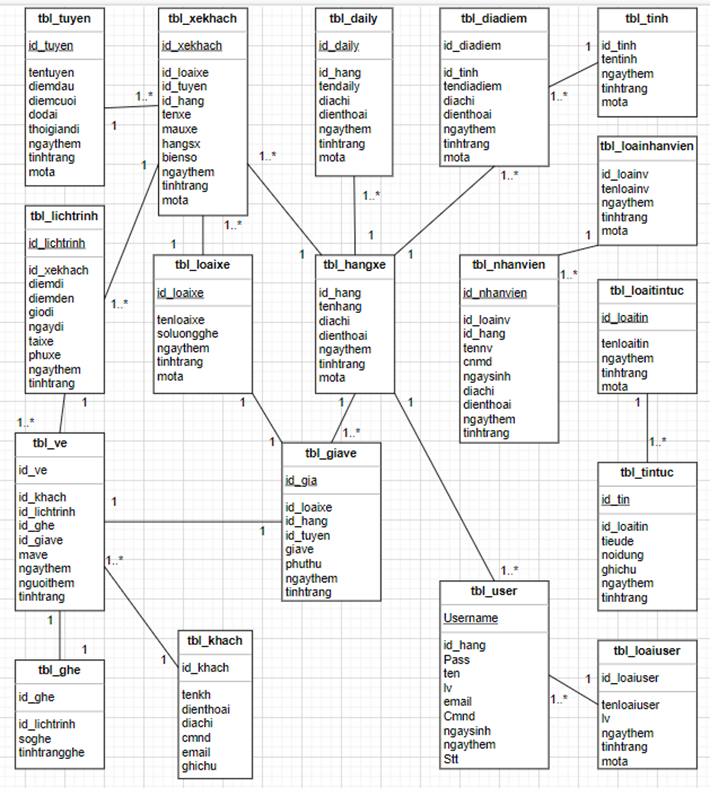 tbl_tuyen
id_tuyen
tentuyen
diemdau
diemcuoi
dodai
thoigiandi
ngaythem
tinhtrang
mota
tbl_xekhach
id_xekhach
id_loaixe
id_tuyen
id_hang
tenxe
mauxe
hangsx
bienso
ngaythem
tinhtrang
mota
tbl_daily
id_daily
id_hang
tendaily
diachi
dienthoai
ngaythem
tinhtrang
mota
tbl_diadiem
id_diadiem
id_tinh
tendiadiem
diachi
dienthoai
ngaythem
tinhtrang
mota
tbl_tinh
id_tinh
tentinh
ngaythem
tinhtrang
mota
1..*
1
1
1..*
1
1..*
1..*
1
1..*
1
1..*
1
1..*
1
tbl_loainhanvien
id_loainv
tenloainv
ngaythem
tinhtrang
mota
1
1..*
tbl_lichtrinh
id_lichtrinh
id_xekhach
diemdi
diemden
giodi
ngaydi
taixe
phuxe
ngaythem
tinhtrang
tbl_loaixe
id_loaixe
tenloaixe
soluongghe
ngaythem
tinhtrang
mota
tbl_hangxe
id_hang
tenhang
diachi
dienthoai
ngaythem
tinhtrang
mota
tbl_nhanvien
id_nhanvien
id_loainv
id_hang
tennv
cnmd
ngaysinh
diachi
dienthoai
ngaythem
tinhtrang
tbl_loaitintuc
id_loaitin
tenloaitin
ngaythem
tinhtrang
mota
1
1..*
1
1
1
1..*
1
1..*
1
1..*
tbl_ve
id_ve
id_khach
id_lichtrinh
id_ghe
id_giave
mave
ngaythem
nguoithem
tinhtrang
tbl_giave
id_gia
id_loaixe
id_hang
id_tuyen
giave
phuthu
ngaythem
tinhtrang
tbl_tintuc
id_tin
id_loaitin
tieude
noidung
ghichu
ngaythem
tinhtrang
1
1
1..*
1
1
1
tbl_user
Username
id_hang
Pass
ten
lv
email
Cmnd
ngaysinh
ngaythem
Stt
1
1..*
tbl_khach
id_khach
tenkh
dienthoai
diachi
cmnd
email
ghichu
tbl_loaiuser
id_loaiuser
tenloaiuser
lv
ngaythem
tinhtrang
mota
tbl_ghe
id_ghe
id_lichtrinh
soghe
tinhtrangghe